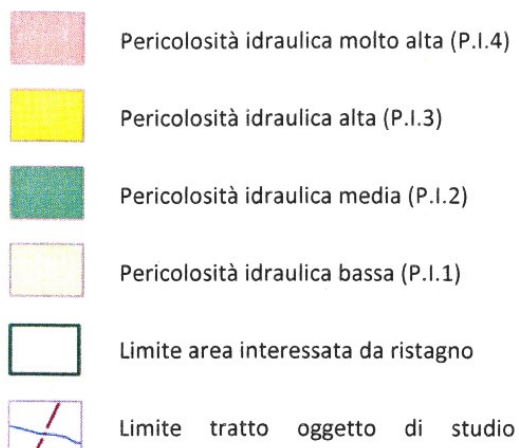 Pericolosità idraulica molto alta (P.I.4)
Pericolosità idraulica alta (P.I.3)
Pericolosità idraulica media (P.I.2)
Pericolosità idraulica bassa (P.I.1)
Limite area interessata da ristagno
Limite tratto oggetto di studio